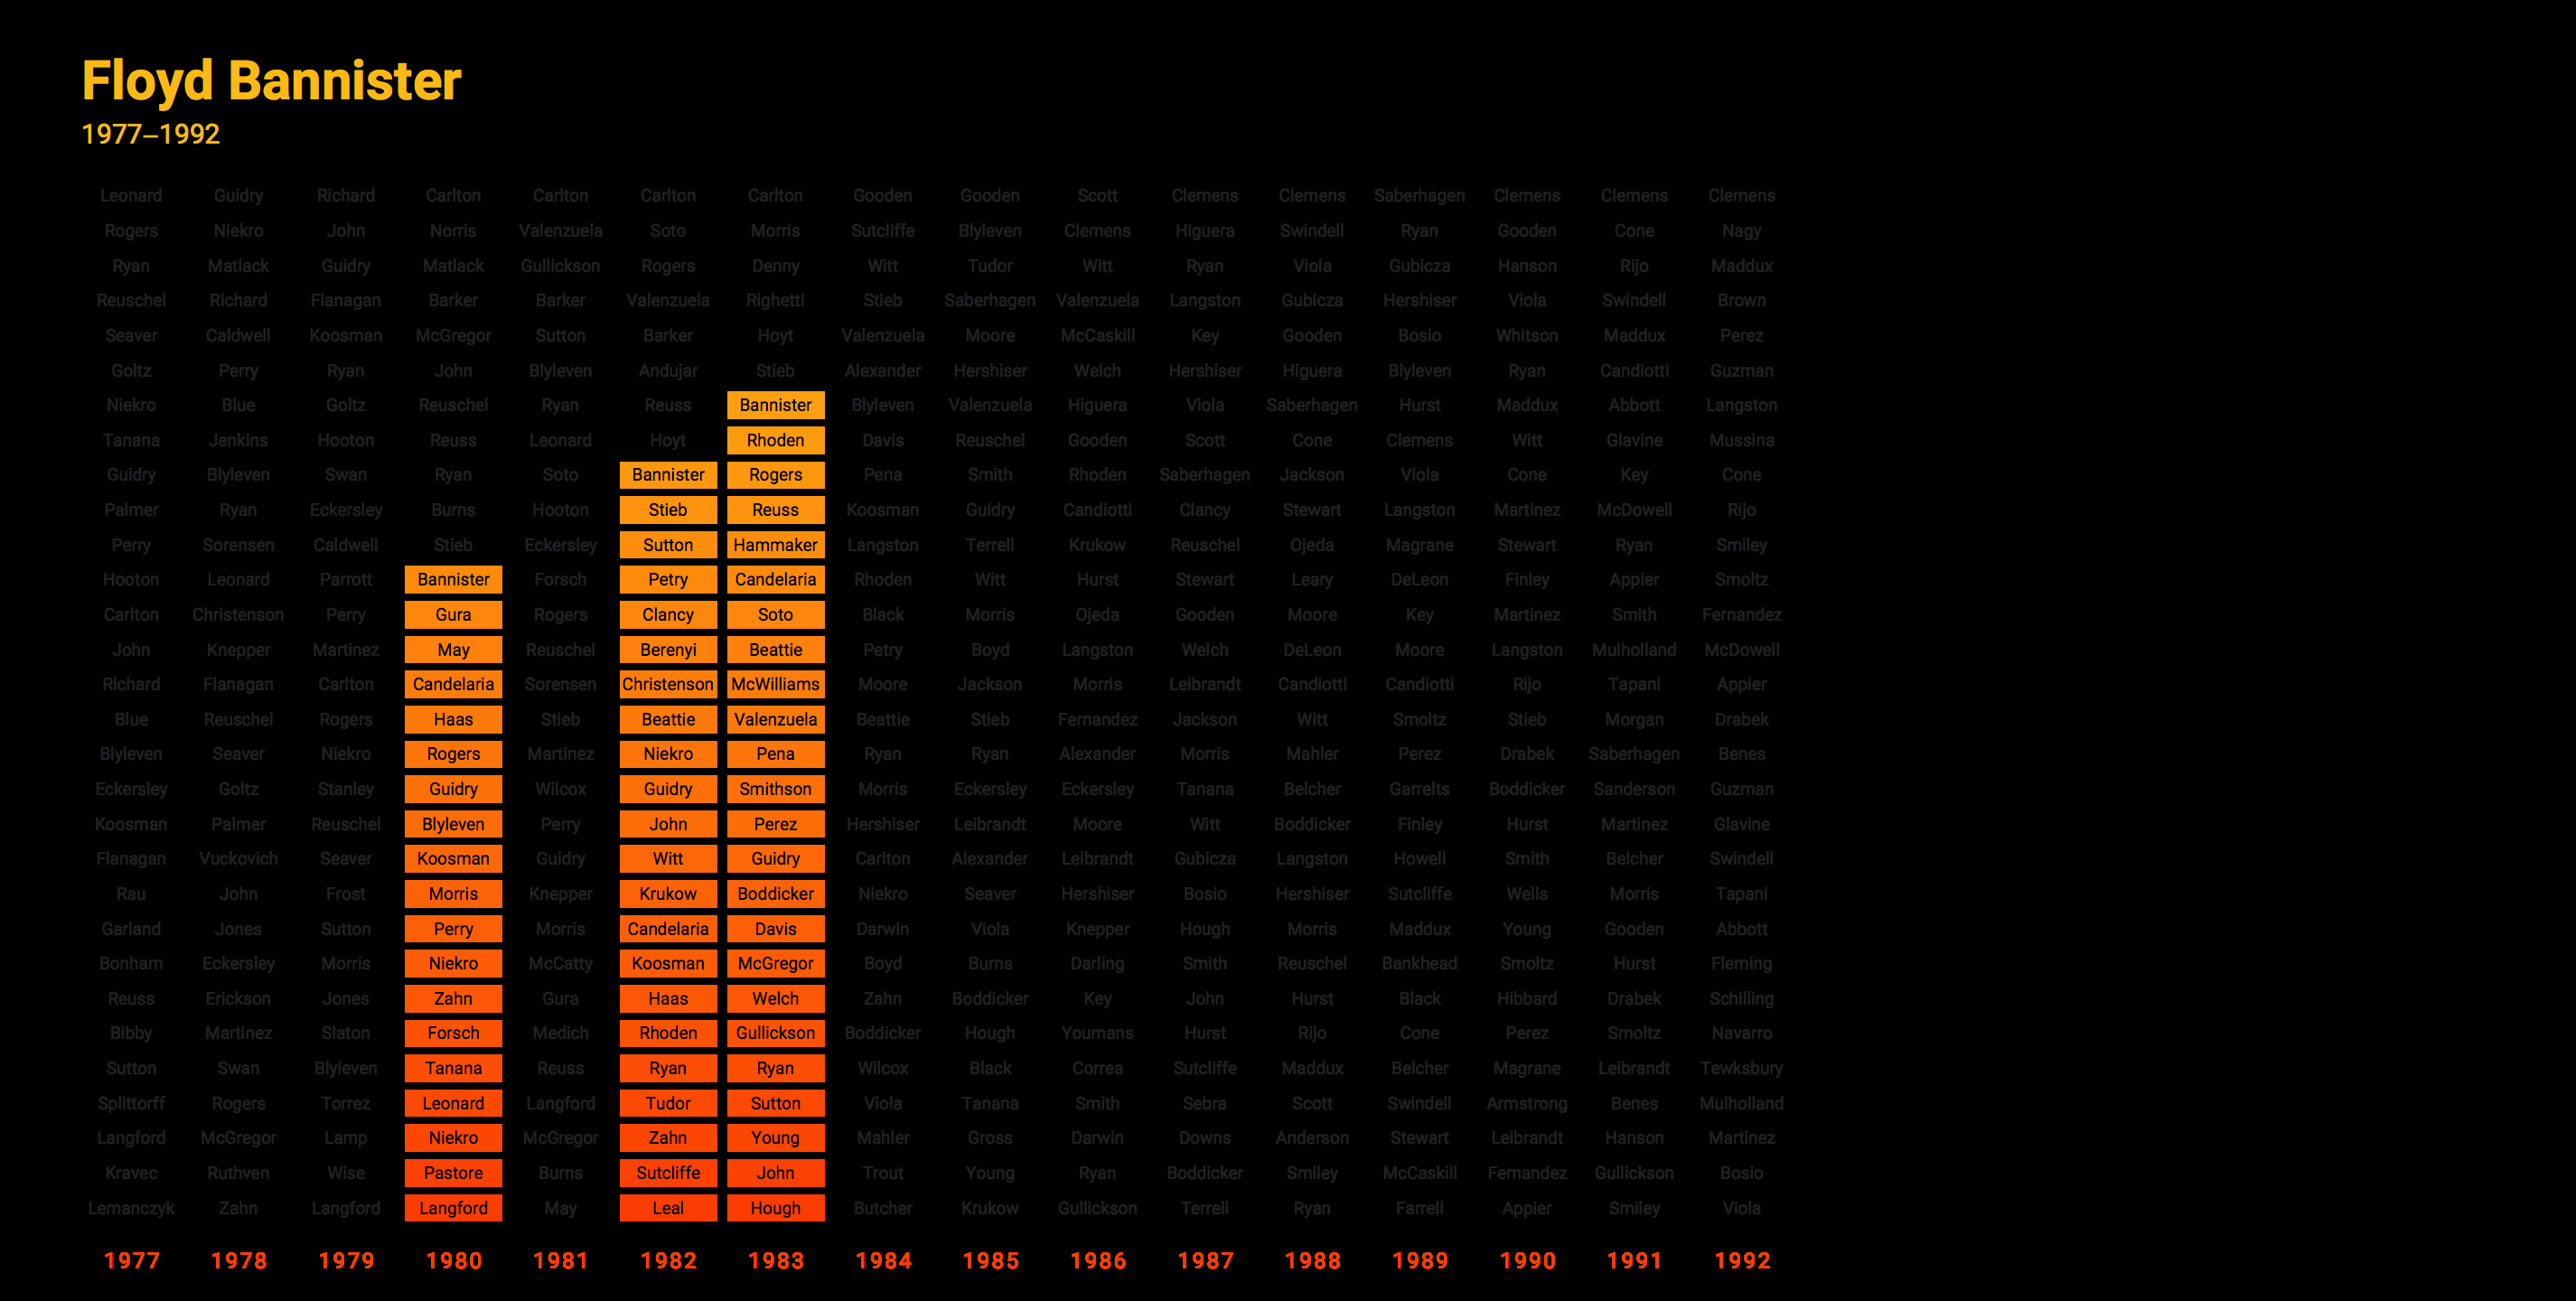 Floyd Bannister
1977–1992
Leonard Guidry Richard Carlton Carlton Carlton Carlton Gooden Gooden Scott Clemens Clemens Saberhagen Clemens Clemens Clemens
Rogers Niekro John Norris Valenzuela Soto Morris Sutcliffe Blyleven Clemens Higuera Swindell Ryan Gooden Cone Nagy
Ryan Matlack Guidry Matlack Gullickson Rogers Denny Witt Tudor Witt Ryan Viola Gubicza Hanson Rijo Maddux
Reuschel Richard Flanagan Barker Barker Valenzuela Righetti Stieb Saberhagen Valenzuela Langston Gubicza Hershiser Viola Swindell Brown
Seaver Caldwell Koosman McGregor Sutton Barker Hoyt Valenzuela Moore McCaskill Key Gooden Bosio Whitson Maddux Perez
Goltz Perry Ryan John Blyleven Andujar Stieb Alexander Hershiser Welch Hershiser Higuera Blyleven Ryan Candiotti Guzman
Niekro Blue Goltz Reuschel Ryan Reuss Bannister Blyleven Valenzuela Higuera Viola Saberhagen Hurst Maddux Abbott Langston
Tanana Jenkins Hooton Reuss Leonard Hoyt Rhoden Davis Reuschel Gooden Scott Cone Clemens Witt Glavine Mussina
Guidry Blyleven Swan Ryan Soto Bannister Rogers Pena Smith Rhoden Saberhagen Jackson Viola Cone Key Cone
Palmer Ryan Eckersley Burns Hooton Stieb Reuss Koosman Guidry Candiotti Clancy Stewart Langston Martinez McDowell Rijo
Perry Sorensen Caldwell Stieb Eckersley Sutton Hammaker Langston Terrell Krukow Reuschel Ojeda Magrane Stewart Ryan Smiley
Hooton Leonard Parrott Bannister Forsch Petry Candelaria Rhoden Witt Hurst Stewart Leary DeLeon Finley Appier Smoltz
Carlton Christenson Perry Gura Rogers Clancy Soto Black Morris Ojeda Gooden Moore Key Martinez Smith Fernandez
John Knepper Martinez May Reuschel Berenyi Beattie Petry Boyd Langston Welch DeLeon Moore Langston Mulholland McDowell
Richard Flanagan Carlton Candelaria Sorensen Christenson McWilliams Moore Jackson Morris Leibrandt Candiotti Candiotti Rijo Tapani Appier
Blue Reuschel Rogers Haas Stieb Beattie Valenzuela Beattie Stieb Fernandez Jackson Witt Smoltz Stieb Morgan Drabek
Blyleven Seaver Niekro Rogers Martinez Niekro Pena Ryan Ryan Alexander Morris Mahler Perez Drabek Saberhagen Benes
Eckersley Goltz Stanley Guidry Wilcox Guidry Smithson Morris Eckersley Eckersley Tanana Belcher Garrelts Boddicker Sanderson Guzman
Koosman Palmer Reuschel Blyleven Perry John Perez Hershiser Leibrandt Moore Witt Boddicker Finley Hurst Martinez Glavine
Flanagan Vuckovich Seaver Koosman Guidry Witt Guidry Carlton Alexander Leibrandt Gubicza Langston Howell Smith Belcher Swindell
Rau John Frost Morris Knepper Krukow Boddicker Niekro Seaver Hershiser Bosio Hershiser Sutcliffe Wells Morris Tapani
Garland Jones Sutton Perry Morris Candelaria Davis Darwin Viola Knepper Hough Morris Maddux Young Gooden Abbott
Bonham Eckersley Morris Niekro McCatty Koosman McGregor Boyd Burns Darling Smith Reuschel Bankhead Smoltz Hurst Fleming
Reuss Erickson Jones Zahn Gura Haas Welch Zahn Boddicker Key John Hurst Black Hibbard Drabek Schilling
Bibby Martinez Slaton Forsch Medich Rhoden Gullickson Boddicker Hough Youmans Hurst Rijo Cone Perez Smoltz Navarro
Sutton Swan Blyleven Tanana Reuss Ryan Ryan Wilcox Black Correa Sutcliffe Maddux Belcher Magrane Leibrandt Tewksbury
Splittorff Rogers Torrez Leonard Langford Tudor Sutton Viola Tanana Smith Sebra Scott Swindell Armstrong Benes Mulholland
Langford McGregor Lamp Niekro McGregor Zahn Young Mahler Gross Darwin Downs Anderson Stewart Leibrandt Hanson Martinez
Kravec Ruthven Wise Pastore Burns Sutcliffe John Trout Young Ryan Boddicker Smiley McCaskill Fernandez Gullickson Bosio
Lemanczyk Zahn Langford Langford May Leal Hough Butcher Krukow Gullickson Terrell Ryan Farrell Appier Smiley Viola
1977 1978 1979 1980 1981 1982 1983 1984 1985 1986 1987 1988 1989 1990 1991 1992